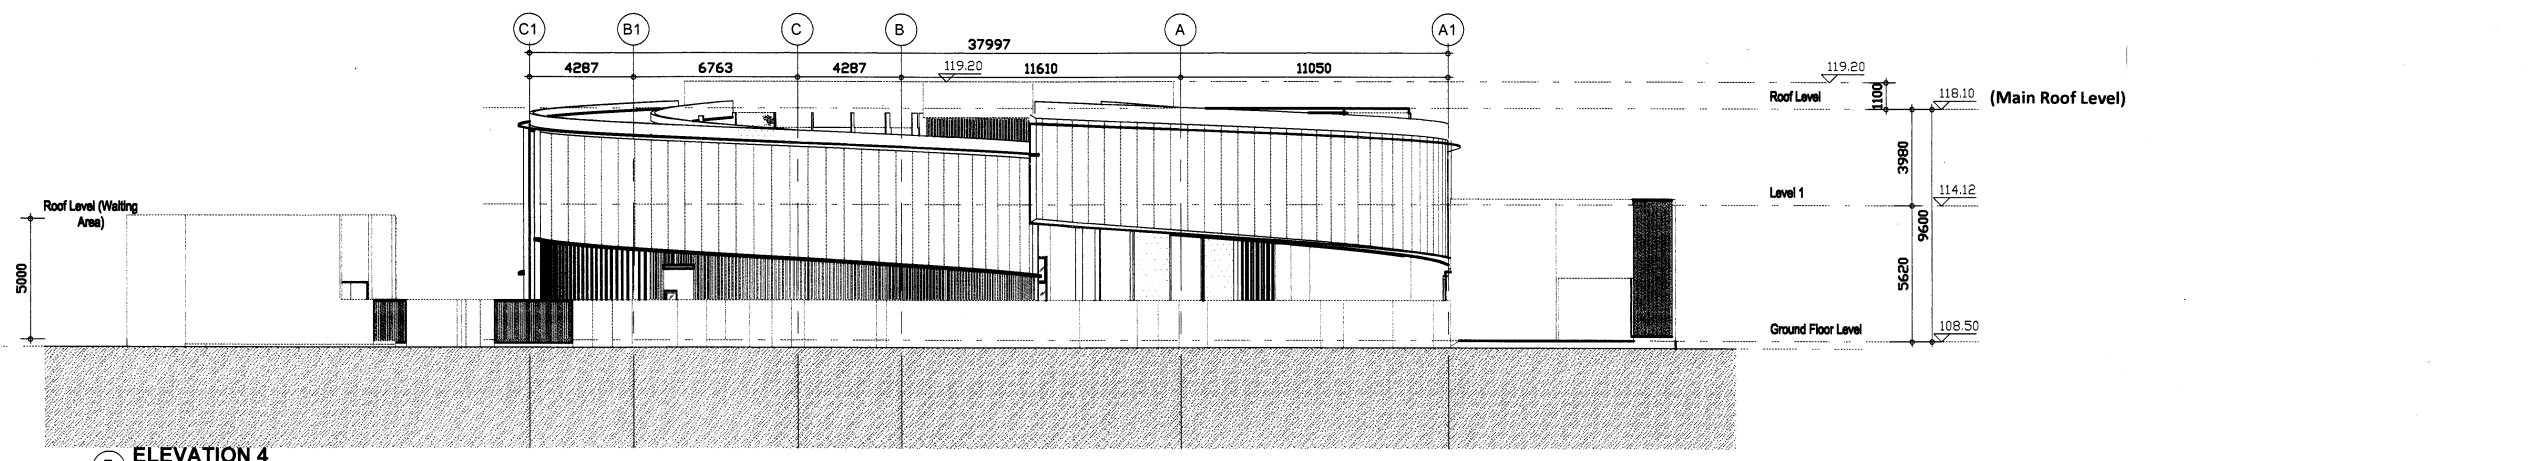 C1 B1 C B A A1
37997
4287 6763 4287 119.20 11610 11050
119.20
Roof Level 1100 118.10 (Main Roof Level)
3980
Level 1 114.12
Roof Level (Waiting
Area)
9600
5000
5620
Ground Floor Level 108.50
ELEVATION 4